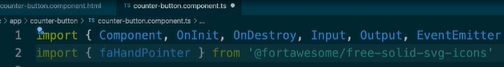 counter-button.component.html counter-button.component.ts ●
› app › counter-button › counter-button.component.ts › ...
1 import { Component, OnInit, OnDestroy, Input, Output, EventEmitter
2 import { faHandPointer } from '@fortawesome/free-solid-svg-icons'